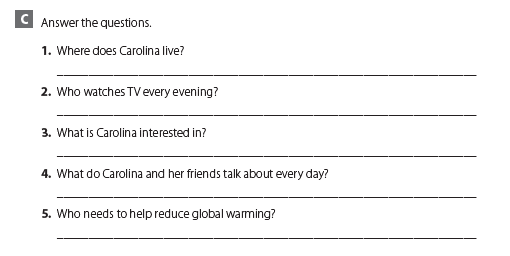 C Answer the questions.
1. Where does Carolina live?
2. Who watches TV every evening?
3. What is Carolina interested in?
4. What do Carolina and her friends talk about every day?
5. Who needs to help reduce global warming?